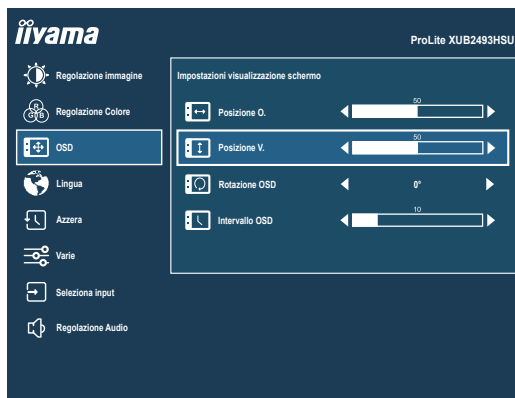 iiyama
ProLite XUB2493HSU
Regolazione immagine
R
G B
Regolazione Colore
OSD
Lingua
Azzera
Varie
Seleziona input
Regolazione Audio
Impostazioni visualizzazione schermo
Posizione O.
50
Posizione V.
50
Rotazione OSD
0°
Intervallo OSD
10